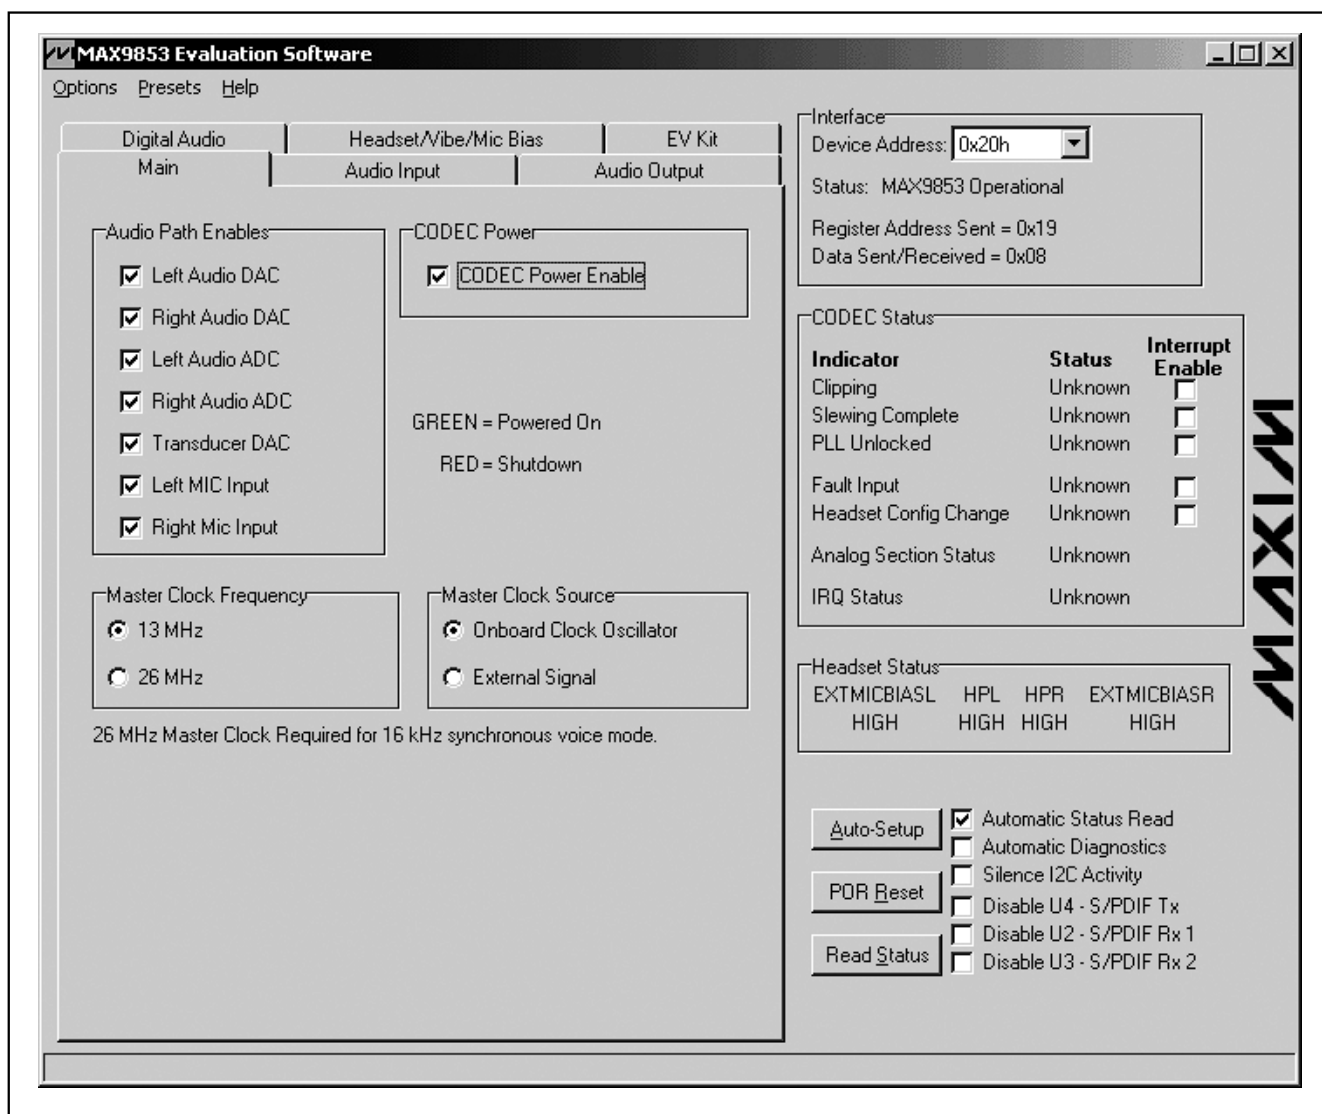 MAX9853 Evaluation Software
Options Presets Help
Digital Audio Headset/Vibe/Mic Bias EV Kit
Main Audio Input Audio Output
Audio Path Enables
Left Audio DAC
Right Audio DAC
Left Audio ADC
Right Audio ADC
Transducer DAC
Left MIC Input
Right Mic Input
CODEC Power
CODEC Power Enable
GREEN = Powered On
RED = Shutdown
Master Clock Frequency
13 MHz
26 MHz
Master Clock Source
Onboard Clock Oscillator
External Signal
26 MHz Master Clock Required for 16 kHz synchronous voice mode.
Interface
Device Address: 0x20h
Status: MAX9853 Operational
Register Address Sent = 0x19
Data Sent/Received = 0x08
CODEC Status
Indicator Status Interrupt Enable
Clipping Unknown
Slewing Complete Unknown
PLL Unlocked Unknown
Fault Input Unknown
Headset Config Change Unknown
Analog Section Status Unknown
IRQ Status Unknown
Headset Status
EXTMICBIASL HPL HPR EXTMICBIASR
HIGH HIGH HIGH HIGH
Auto-Setup
POR Reset
Read Status
Automatic Status Read
Automatic Diagnostics
Silence I2C Activity
Disable U4 - S/PDIF Tx
Disable U2 - S/PDIF Rx 1
Disable U3 - S/PDIF Rx 2
MAXIM